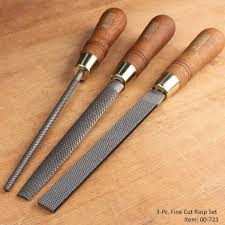 3-Pc. Fine Cut Rasp Set
Item: 00-723